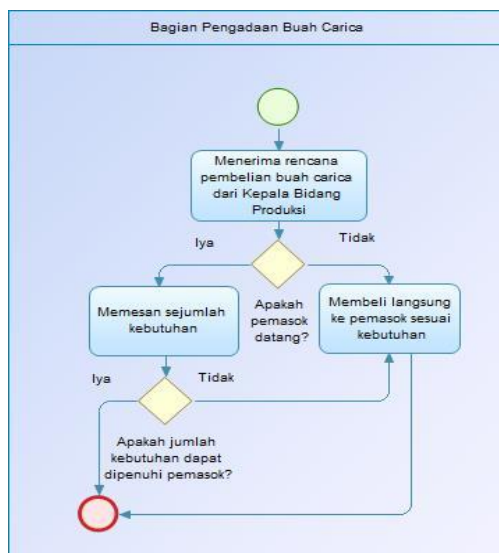 Bagian Pengadaan Buah Carica
Menerima rencana
pembelian buah carica
dari Kepala Bidang
Produksi
Iya
Tidak
Apakah
pemasok
datang?
Memesan sejumlah
kebutuhan
Membeli langsung
ke pemasok sesuai
kebutuhan
Iya
Tidak
Apakah jumlah
kebutuhan dapat
dipenuhi pemasok?